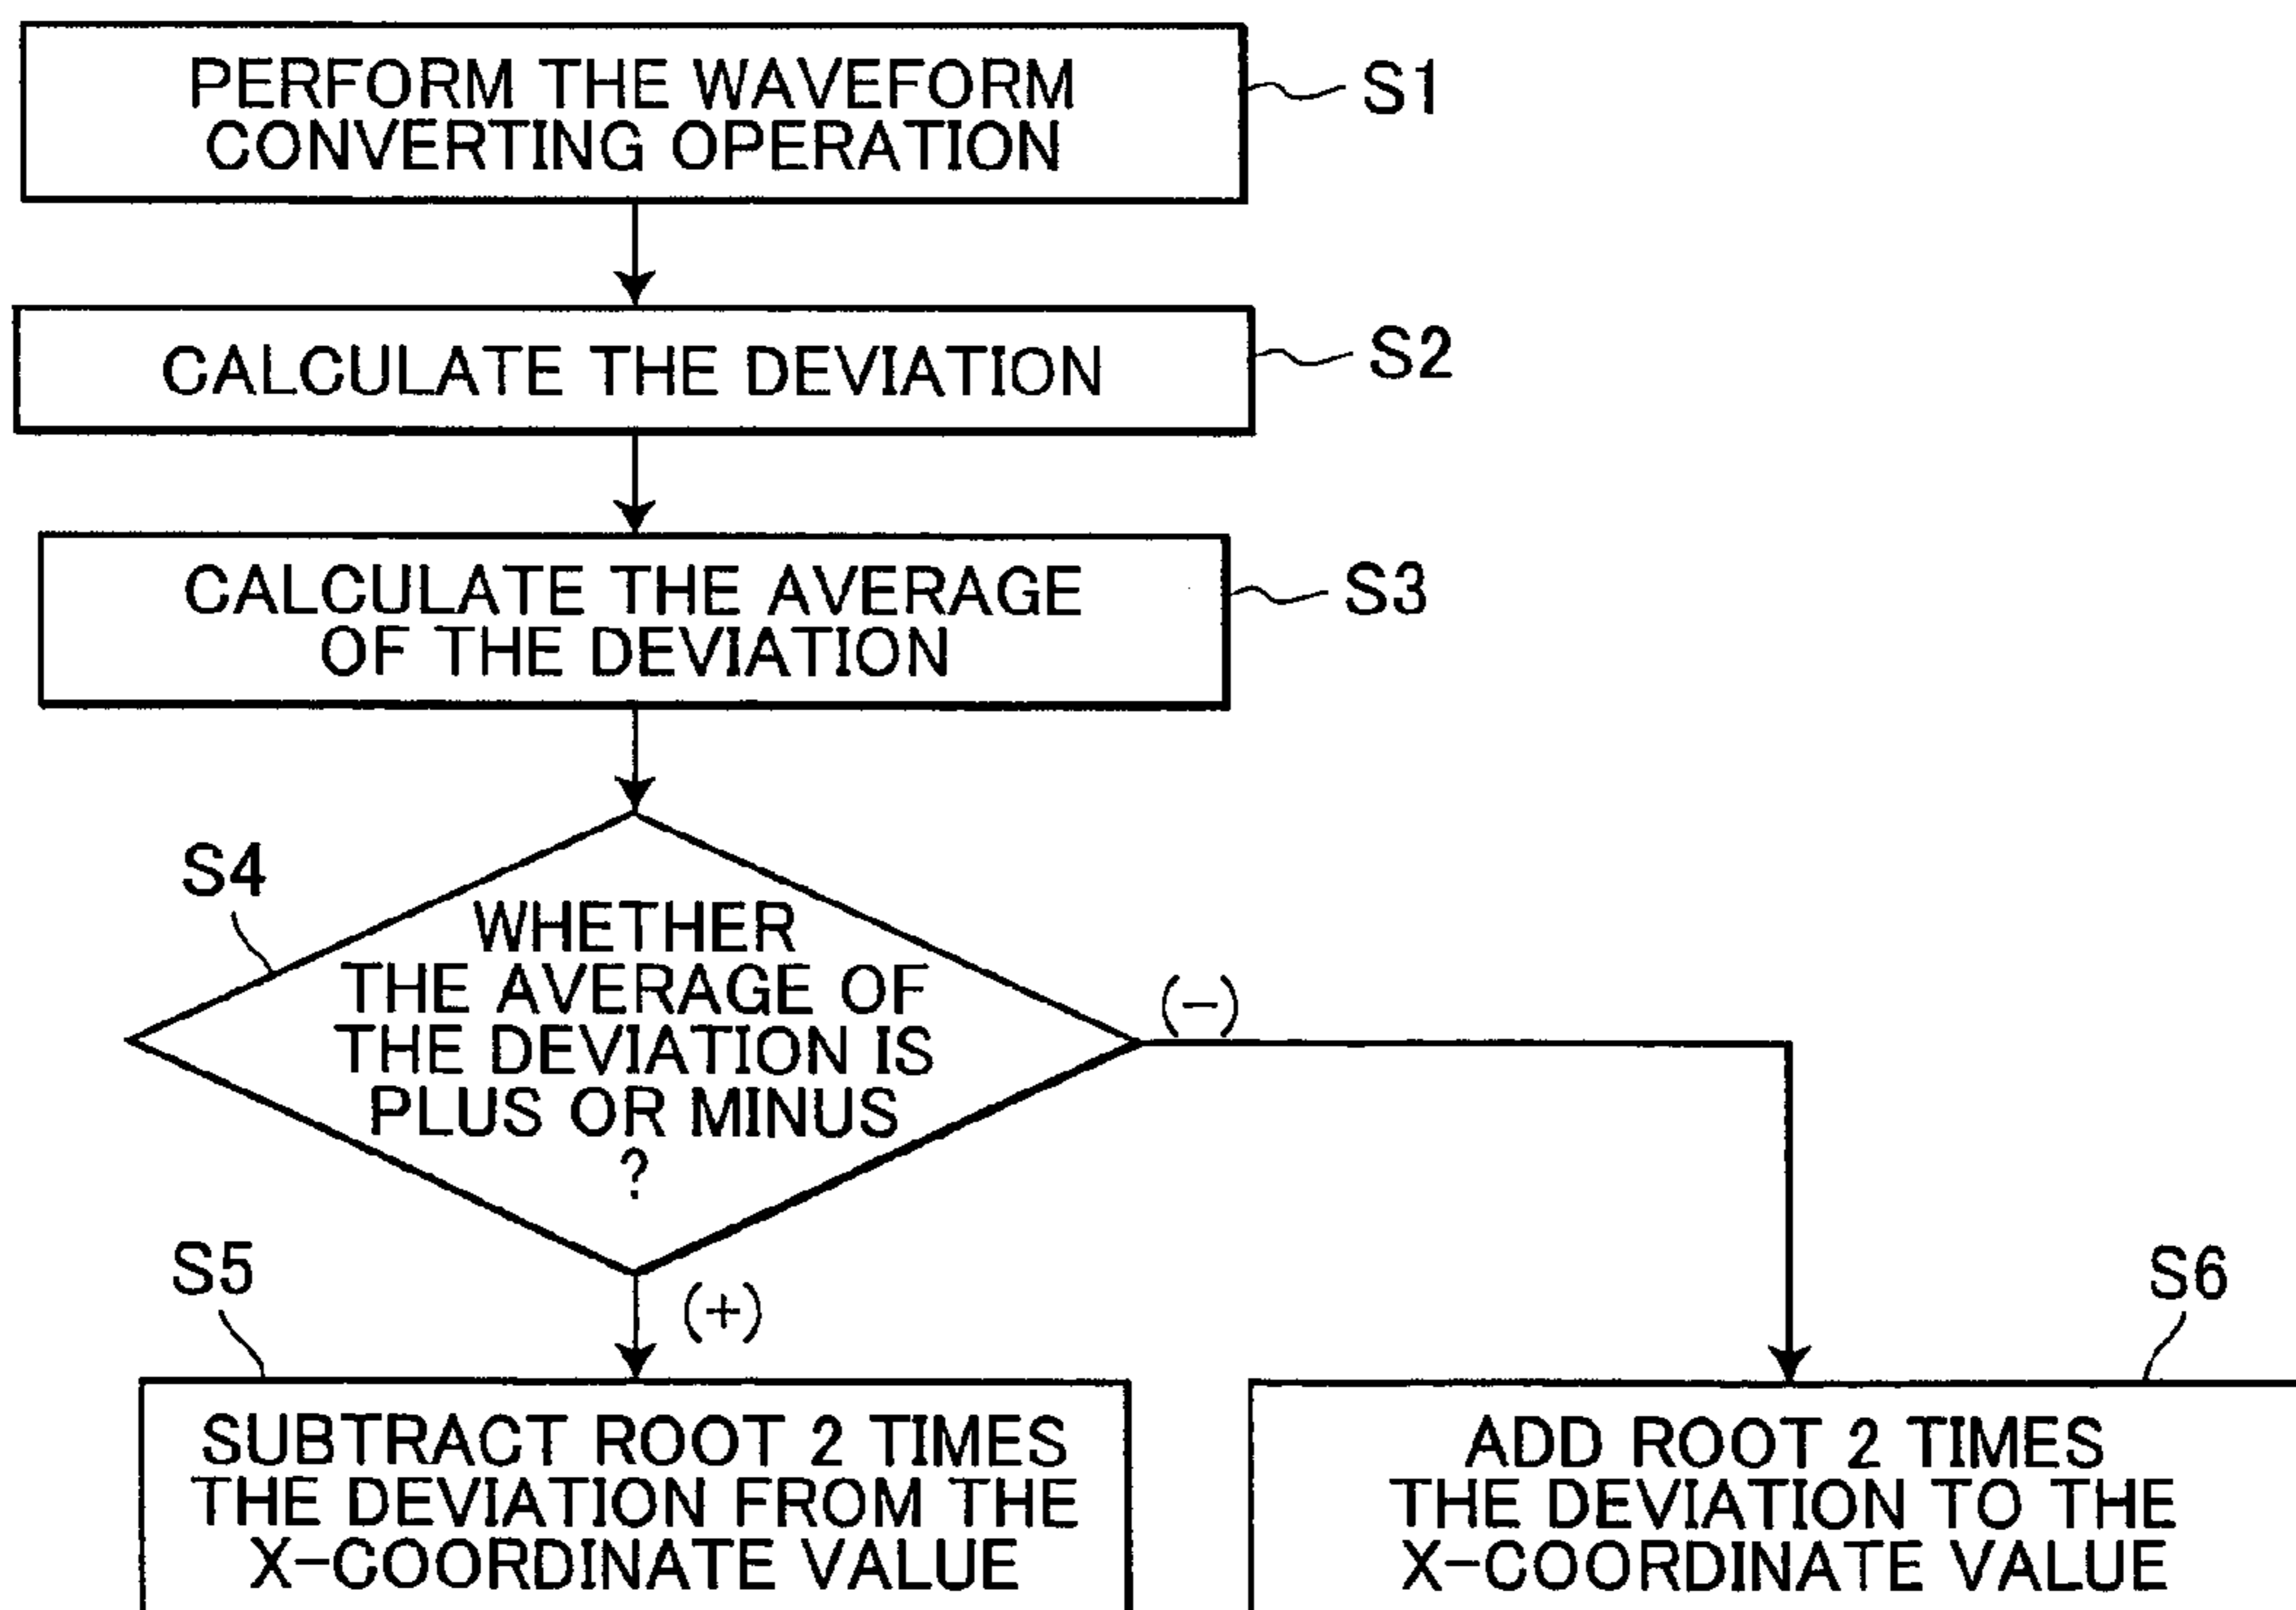 PERFORM THE WAVEFORM
CONVERTING OPERATION
S1
CALCULATE THE DEVIATION
S2
CALCULATE THE AVERAGE
OF THE DEVIATION
S3
S4
WHETHER
THE AVERAGE OF
THE DEVIATION IS
PLUS OR MINUS
?
(-)
(+)
S5
SUBTRACT ROOT 2 TIMES
THE DEVIATION FROM THE
X-COORDINATE VALUE
S6
ADD ROOT 2 TIMES
THE DEVIATION TO THE
X-COORDINATE VALUE